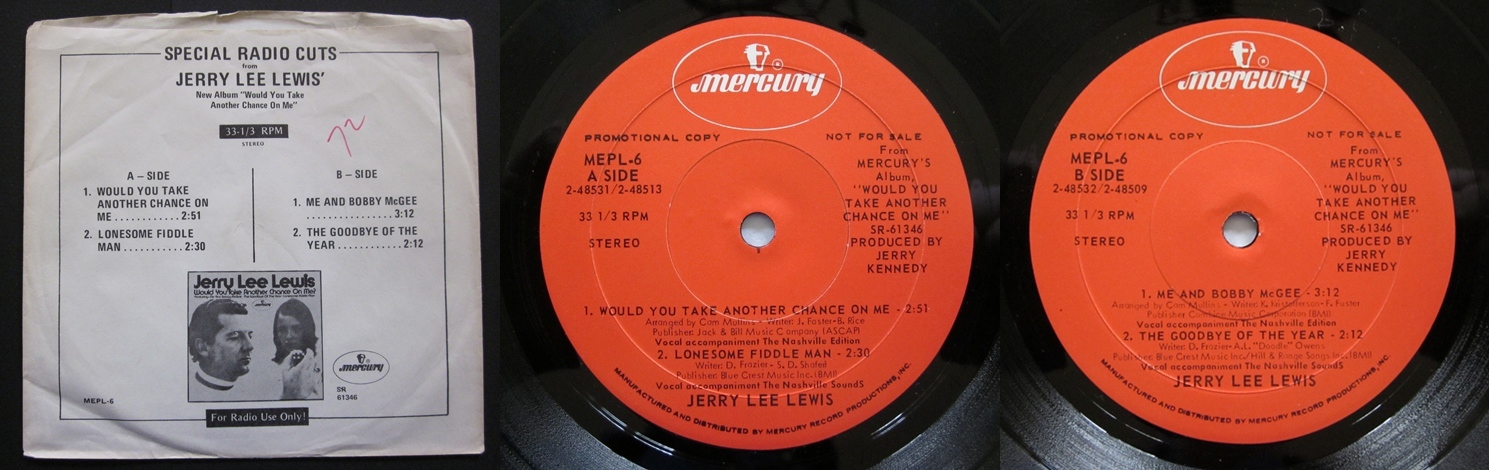 SPECIAL RADIO CUTS
from
JERRY LEE LEWIS'
New Album "Would You Take
Another Chance On Me"
33-1/3 RPM
STEREO
72
A – SIDE
1. WOULD YOU TAKE
ANOTHER CHANCE ON
ME . . . . . . . . . . . 2:51
2. LONESOME FIDDLE
MAN . . . . . . . . . . 2:30
B – SIDE
1. ME AND BOBBY McGEE
. . . . . . . . . . . . . . . 3:12
2. THE GOODBYE OF THE
YEAR . . . . . . . . . . . 2:12
Jerry Lee Lewis
Would You Take Another Chance On Me?
mercury
SR
61346
MEPL-6
For Radio Use Only!
mercury
PROMOTIONAL COPY
NOT FOR SALE
MEPL-6
A SIDE
2-48531/2-48513
33 1/3 RPM
STEREO
From
MERCURY'S
Album,
"WOULD YOU
TAKE ANOTHER
CHANCE ON ME"
SR-61346
PRODUCED BY
JERRY
KENNEDY
1. WOULD YOU TAKE ANOTHER CHANCE ON ME - 2:51
Arranged by Cam Mullins - Writer: J. Foster-B. Rice
Publisher: Jack & Bill Music Company (ASCAP)
Vocal accompaniment The Nashville Edition
2. LONESOME FIDDLE MAN - 2:30
Writer: D. Frazier - S. D. Shafer
Publisher: Blue Crest Music Inc. (BMI)
Vocal accompaniment The Nashville SoundS
JERRY LEE LEWIS
MANUFACTURED AND DISTRIBUTED BY MERCURY RECORD PRODUCTIONS, INC.
mercury
PROMOTIONAL COPY
NOT FOR SALE
MEPL-6
B SIDE
2-48532/2-48509
33 1/3 RPM
STEREO
From
MERCURY'S
Album,
"WOULD YOU
TAKE ANOTHER
CHANCE ON ME"
SR-61346
PRODUCED BY
JERRY
KENNEDY
1. ME AND BOBBY McGEE - 3:12
Arranged by Cam Mullins - Writer: K. Kristofferson-F. Foster
Publisher Combine Music Corporation (BMI)
Vocal accompaniment The Nashville Edition
2. THE GOODBYE OF THE YEAR - 2:12
Writer: D. Frazier-A.L. "Doodle" Owens
Publisher: Blue Crest Music Inc./Hill & Range Songs Inc. (BMI)
Vocal accompaniment The Nashville SoundS
JERRY LEE LEWIS
MANUFACTURED AND DISTRIBUTED BY MERCURY RECORD PRODUCTIONS, INC.